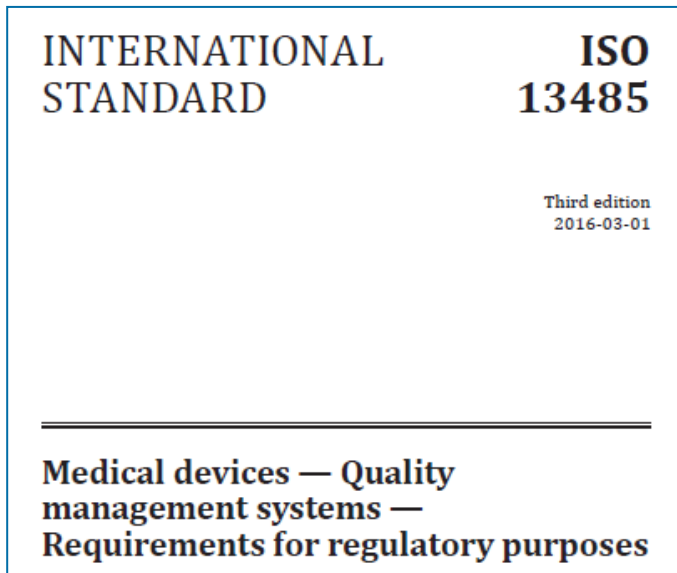 INTERNATIONAL
STANDARD
ISO
13485
Third edition
2016-03-01
Medical devices — Quality
management systems —
Requirements for regulatory purposes